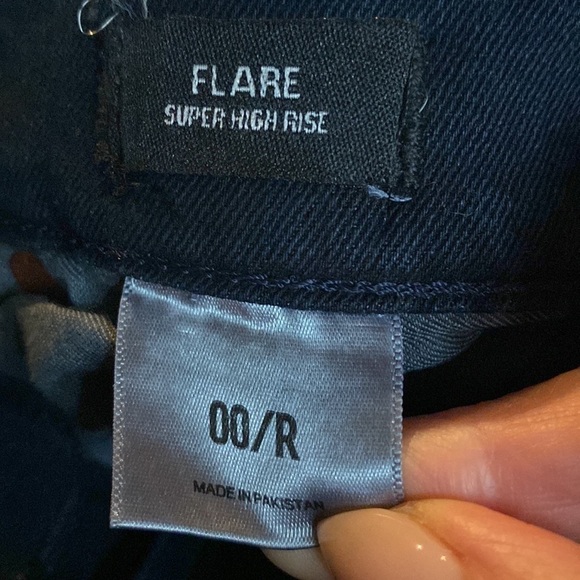 FLARE
SUPER HIGH RISE
00/R
MADE IN PAKISTAN